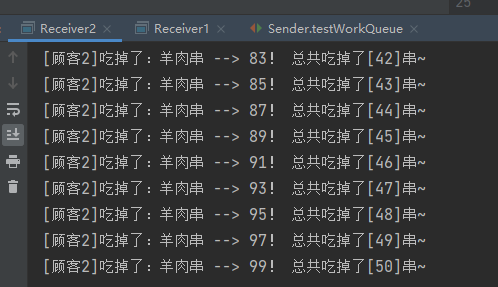 25
Receiver2 × Receiver1 × Sender.testWorkQueue ×
[顾客2]吃掉了：羊肉串 --> 83! 总共吃掉了[42]串~
[顾客2]吃掉了：羊肉串 --> 85! 总共吃掉了[43]串~
[顾客2]吃掉了：羊肉串 --> 87! 总共吃掉了[44]串~
[顾客2]吃掉了：羊肉串 --> 89! 总共吃掉了[45]串~
[顾客2]吃掉了：羊肉串 --> 91! 总共吃掉了[46]串~
[顾客2]吃掉了：羊肉串 --> 93! 总共吃掉了[47]串~
[顾客2]吃掉了：羊肉串 --> 95! 总共吃掉了[48]串~
[顾客2]吃掉了：羊肉串 --> 97! 总共吃掉了[49]串~
[顾客2]吃掉了：羊肉串 --> 99! 总共吃掉了[50]串~